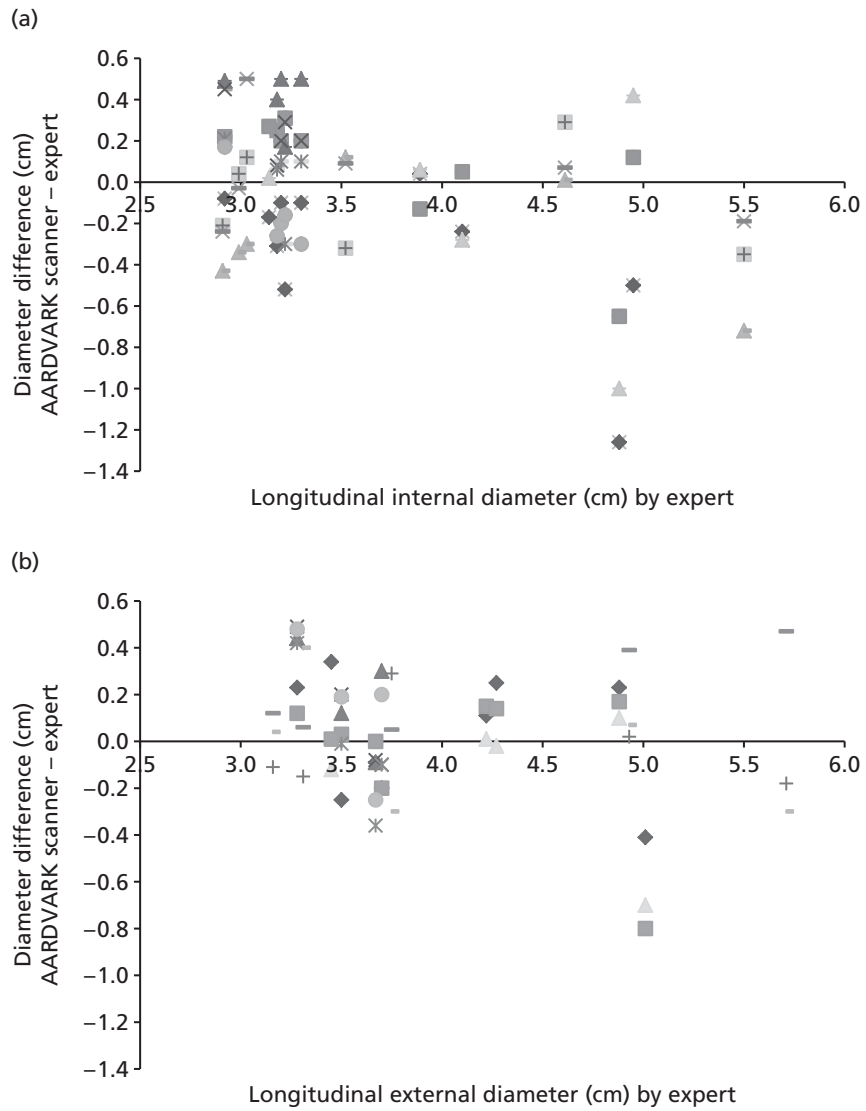 (a)
0.6
0.4
0.2
0.0
−0.2
−0.4
−0.6
−0.8
−1.0
−1.2
−1.4
2.5 3.0 3.5 4.0 4.5 5.0 5.5 6.0
Diameter difference (cm)
AARDVARK scanner – expert
Longitudinal internal diameter (cm) by expert
(b)
0.6
0.4
0.2
0.0
−0.2
−0.4
−0.6
−0.8
−1.0
−1.2
−1.4
2.5 3.0 3.5 4.0 4.5 5.0 5.5 6.0
Diameter difference (cm)
AARDVARK scanner – expert
Longitudinal external diameter (cm) by expert